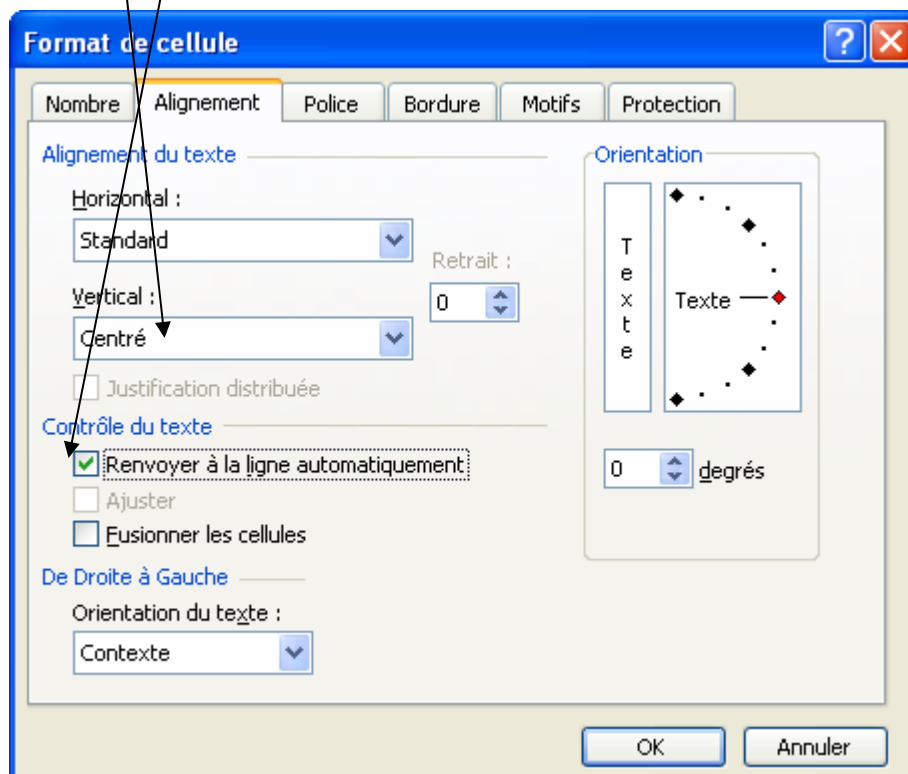 Format de cellule
Nombre Alignement Police Bordure Motifs Protection
Alignement du texte
Horizontal :
Standard
Retrait :
Vertical :
0
Centré
Justification distribuée
Contrôle du texte
Renvoyer à la ligne automatiquement
Ajuster
Fusionner les cellules
De Droite à Gauche
Orientation du texte :
Contexte
Orientation
T
e
x
t
e
Texte
0 degrés
OK Annuler